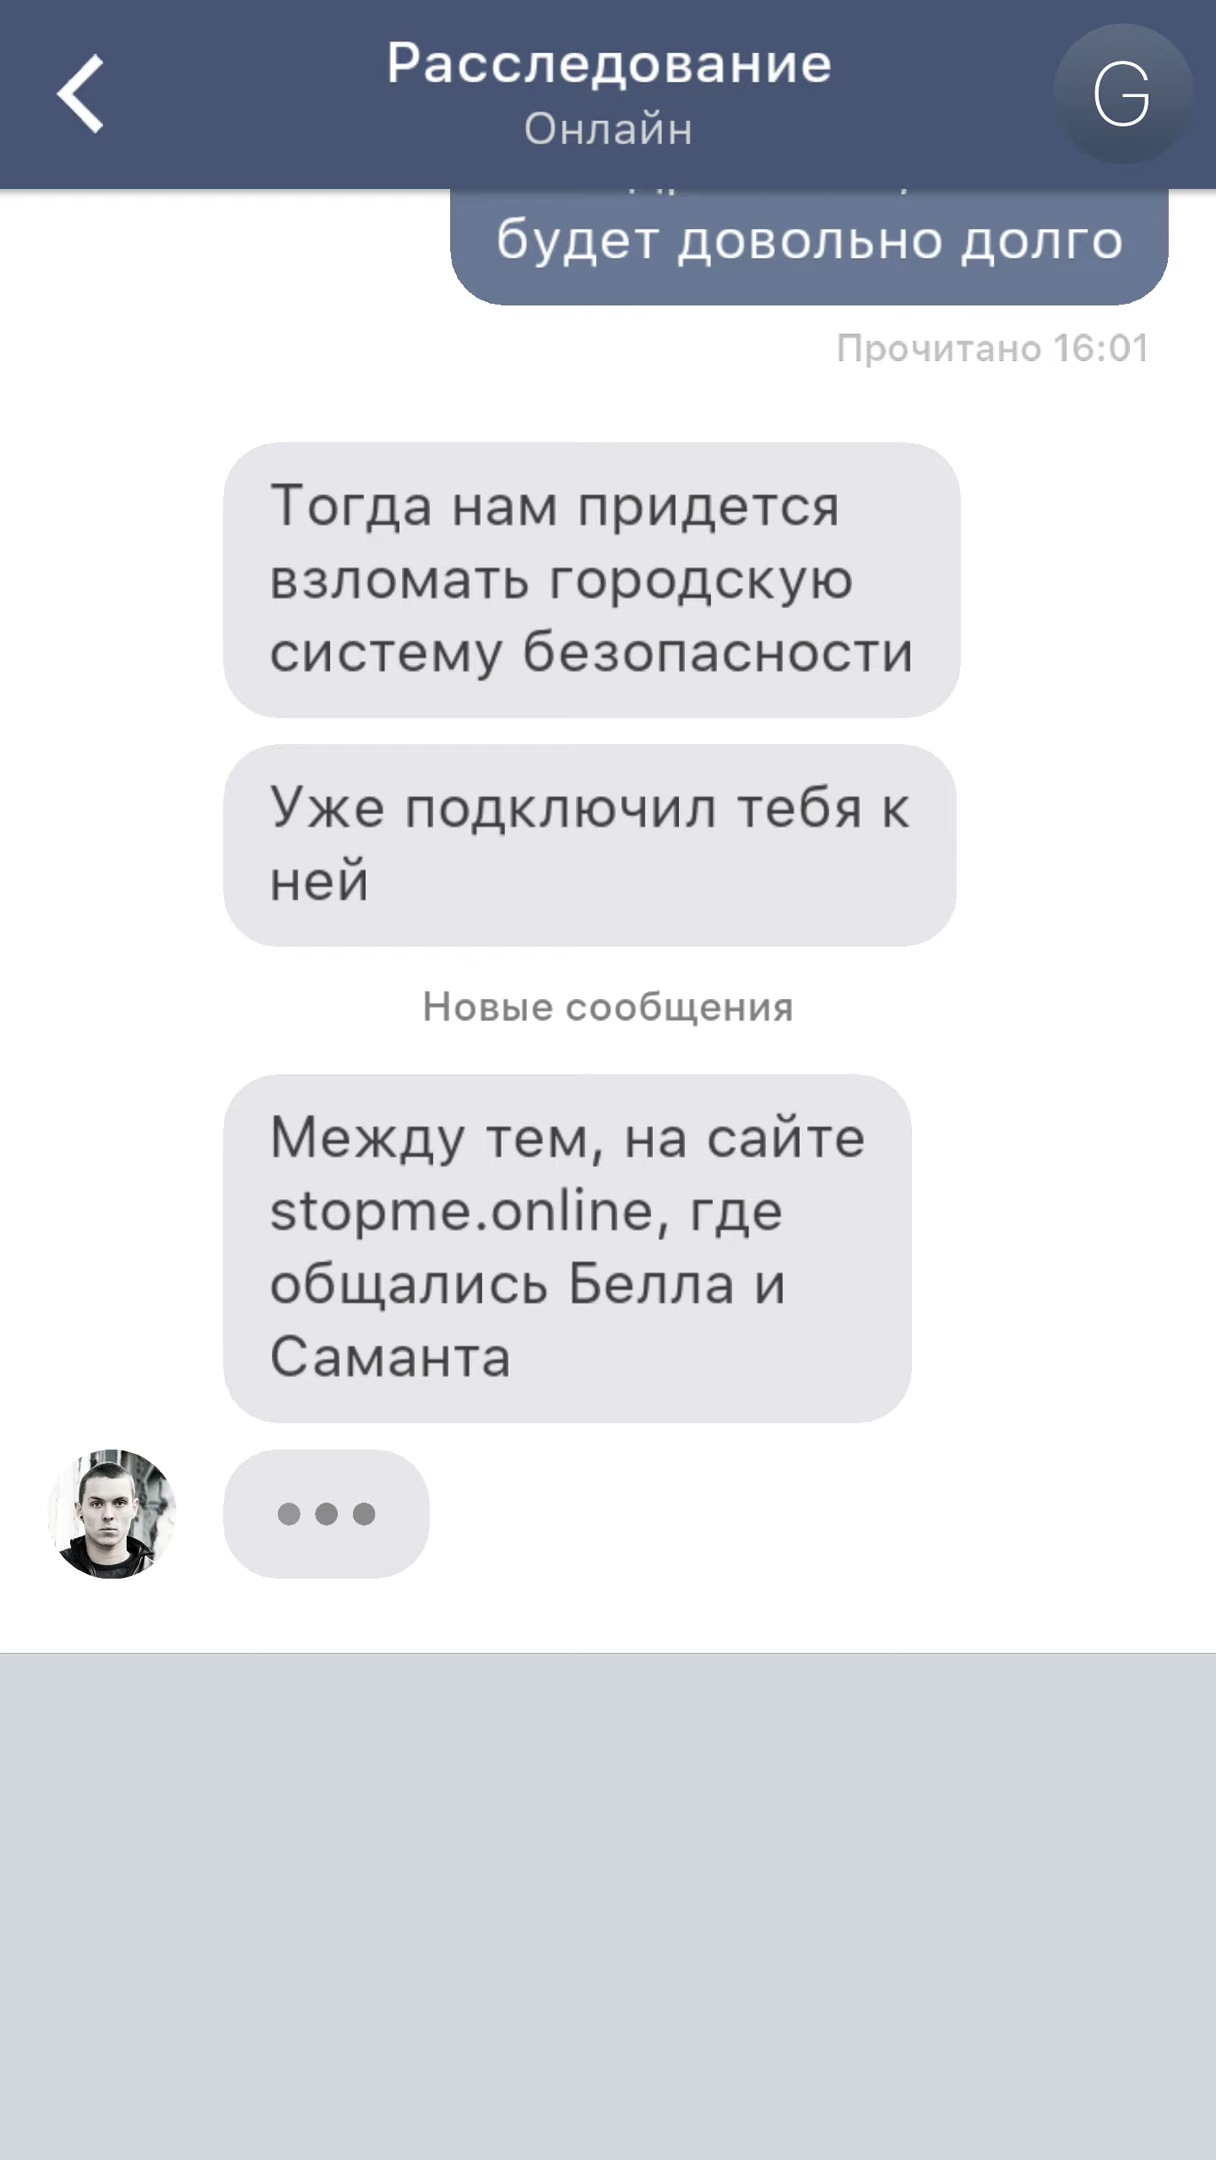 Расследование
Онлайн
G
будет довольно долго
Прочитано 16:01
Тогда нам придется
взломать городскую
систему безопасности
Уже подключил тебя к
ней
Новые сообщения
Между тем, на сайте
stopme.online, где
общались Белла и
Саманта